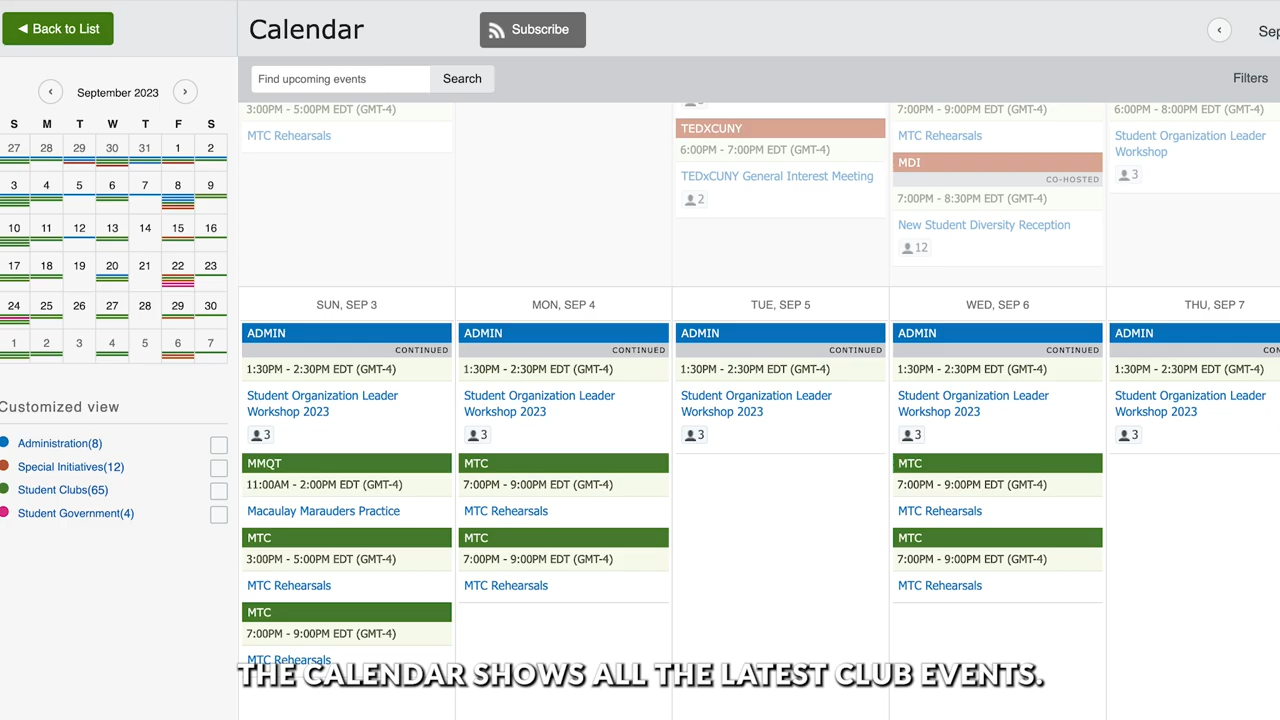 ◄ Back to List
Calendar
Subscribe
‹
Sep
Find upcoming events
Search
Filters
‹ September 2023 ›
S M T W T F S
27 28 29 30 31 1 2
3 4 5 6 7 8 9
10 11 12 13 14 15 16
17 18 19 20 21 22 23
24 25 26 27 28 29 30
1 2 3 4 5 6 7
Customized view
Administration(8)
Special Initiatives(12)
Student Clubs(65)
Student Government(4)
3:00PM - 5:00PM EDT (GMT-4)
MTC Rehearsals
TEDXCUNY
6:00PM - 7:00PM EDT (GMT-4)
TEDxCUNY General Interest Meeting
2
7:00PM - 9:00PM EDT (GMT-4)
MTC Rehearsals
MDI
CO-HOSTED
7:00PM - 8:30PM EDT (GMT-4)
New Student Diversity Reception
12
6:00PM - 8:00PM EDT (GMT-4)
Student Organization Leader
Workshop
3
SUN, SEP 3
ADMIN
CONTINUED
1:30PM - 2:30PM EDT (GMT-4)
Student Organization Leader
Workshop 2023
3
MMQT
11:00AM - 2:00PM EDT (GMT-4)
Macaulay Marauders Practice
MTC
3:00PM - 5:00PM EDT (GMT-4)
MTC Rehearsals
MTC
7:00PM - 9:00PM EDT (GMT-4)
MTC Rehearsals
MON, SEP 4
ADMIN
CONTINUED
1:30PM - 2:30PM EDT (GMT-4)
Student Organization Leader
Workshop 2023
3
MTC
7:00PM - 9:00PM EDT (GMT-4)
MTC Rehearsals
MTC
7:00PM - 9:00PM EDT (GMT-4)
MTC Rehearsals
TUE, SEP 5
ADMIN
CONTINUED
1:30PM - 2:30PM EDT (GMT-4)
Student Organization Leader
Workshop 2023
3
WED, SEP 6
ADMIN
CONTINUED
1:30PM - 2:30PM EDT (GMT-4)
Student Organization Leader
Workshop 2023
3
MTC
7:00PM - 9:00PM EDT (GMT-4)
MTC Rehearsals
MTC
7:00PM - 9:00PM EDT (GMT-4)
MTC Rehearsals
THU, SEP 7
ADMIN
CON
1:30PM - 2:30PM EDT (GMT-4)
Student Organization Leader
Workshop 2023
3
THE CALENDAR SHOWS ALL THE LATEST CLUB EVENTS.